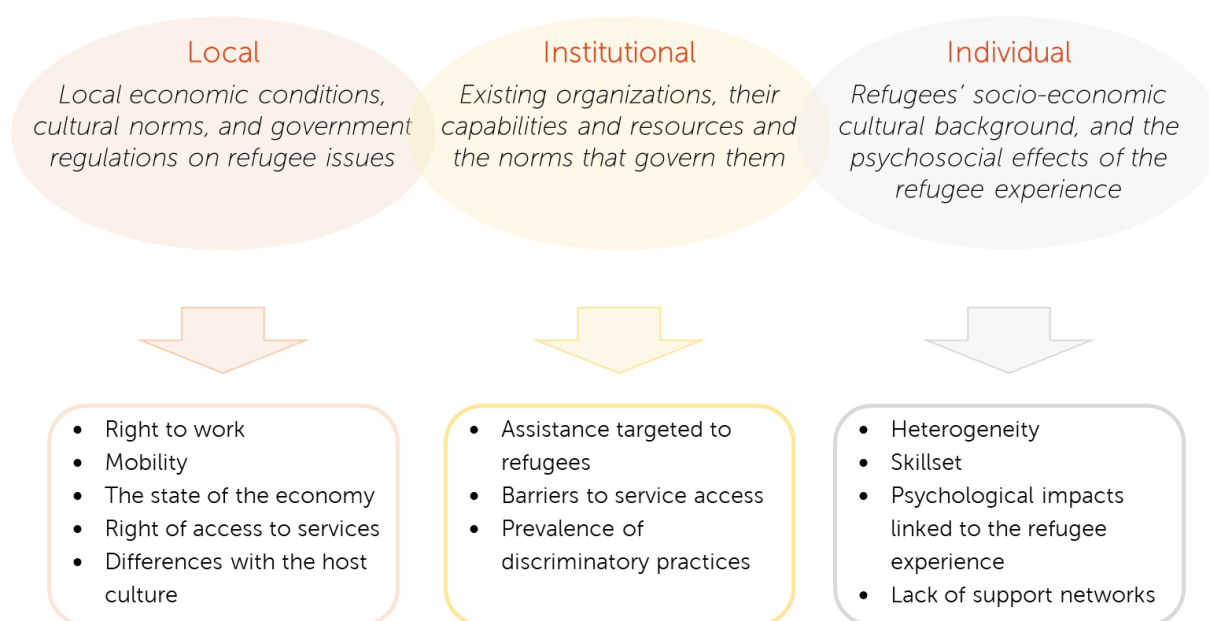 Local
Local economic conditions,
cultural norms, and government
regulations on refugee issues
Institutional
Existing organizations, their
capabilities and resources and
the norms that govern them
Individual
Refugees’ socio-economic
cultural background, and the
psychosocial effects of the
refugee experience
• Right to work
• Mobility
• The state of the economy
• Right of access to services
• Differences with the host
culture
• Assistance targeted to
refugees
• Barriers to service access
• Prevalence of
discriminatory practices
• Heterogeneity
• Skillset
• Psychological impacts
linked to the refugee
experience
• Lack of support networks